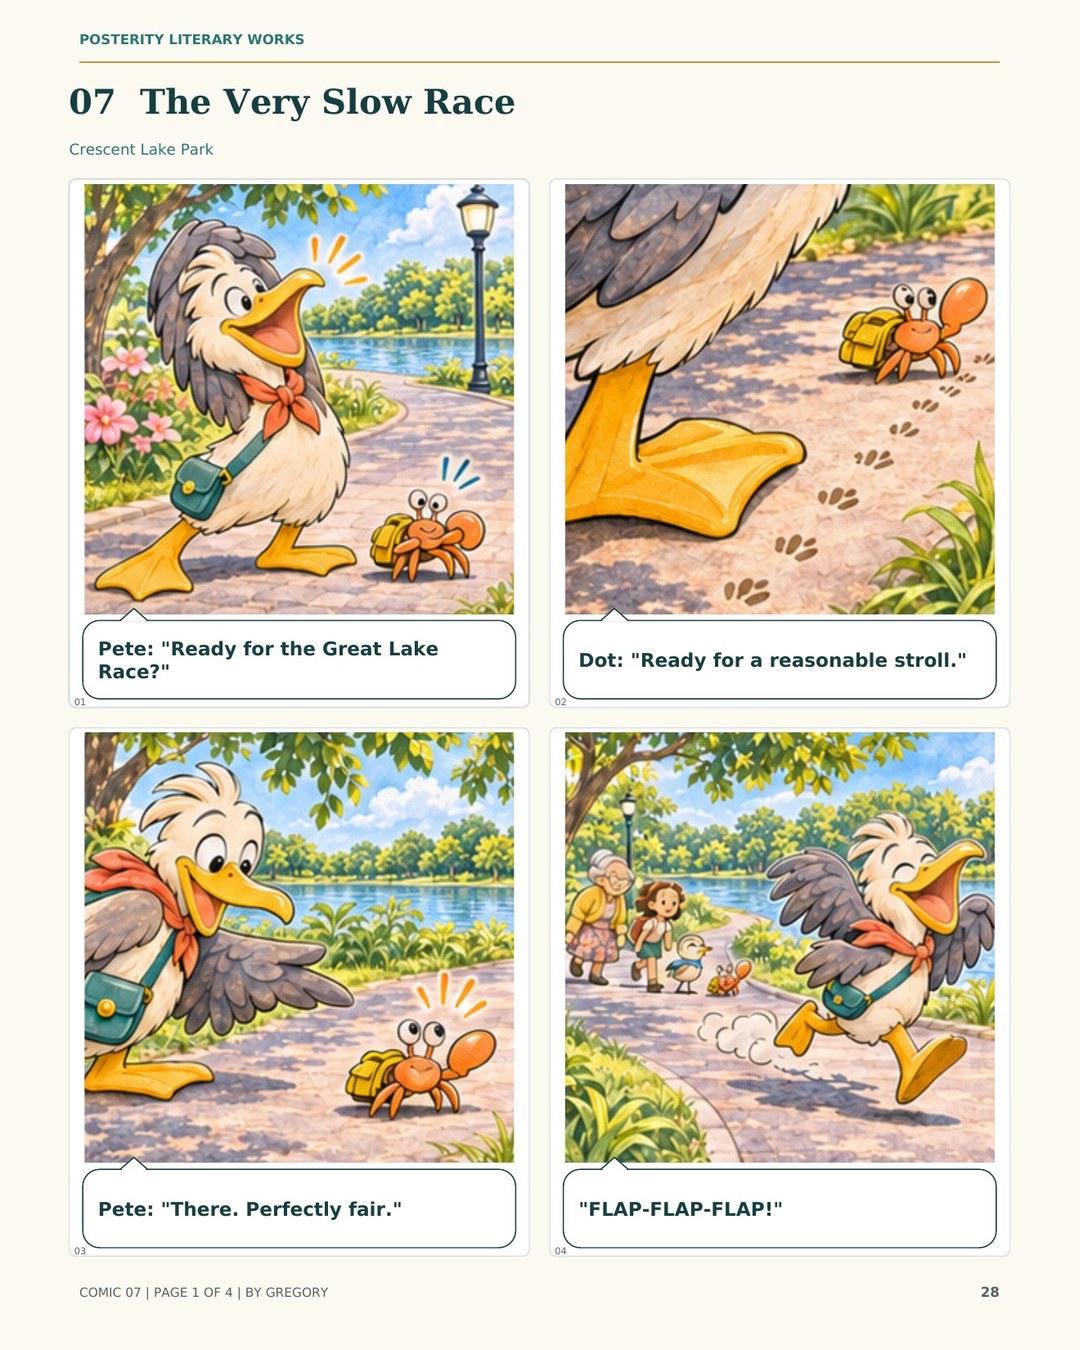 POSTERITY LITERARY WORKS
07 The Very Slow Race
Crescent Lake Park
Pete: "Ready for the Great Lake
Race?"
01
Dot: "Ready for a reasonable stroll."
02
Pete: "There. Perfectly fair."
03
"FLAP-FLAP-FLAP!"
04
COMIC 07 | PAGE 1 OF 4 | BY GREGORY
28